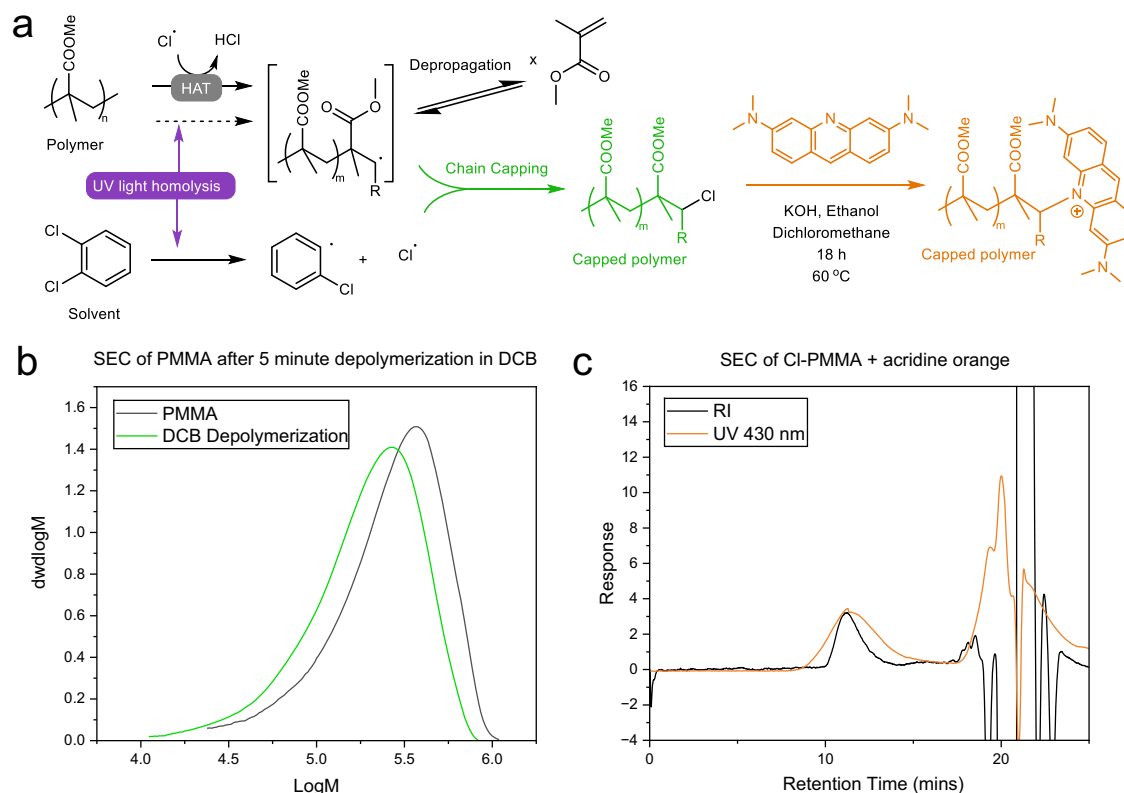 a
COOMe
n
Polymer
Cl•
HCl
HAT
UV light homolysis
Cl
Cl
Solvent
COOMe
O
O
m
R
Depropagation
x
O
O
•
Cl
+
Cl•
Chain Capping
COOMe
COOMe
Cl
m
R
Capped polymer
N
N
N
KOH, Ethanol
Dichloromethane
18 h
60 °C
COOMe
COOMe
N
N
+
m
R
N
Capped polymer
b
SEC of PMMA after 5 minute depolymerization in DCB
PMMA
DCB Depolymerization
dwdlogM
1.6
1.4
1.2
1.0
0.8
0.6
0.4
0.2
0.0
4.0 4.5 5.0 5.5 6.0
LogM
c
SEC of Cl-PMMA + acridine orange
RI
UV 430 nm
Response
16
14
12
10
8
6
4
2
0
−2
−4
0 10 20
Retention Time (mins)